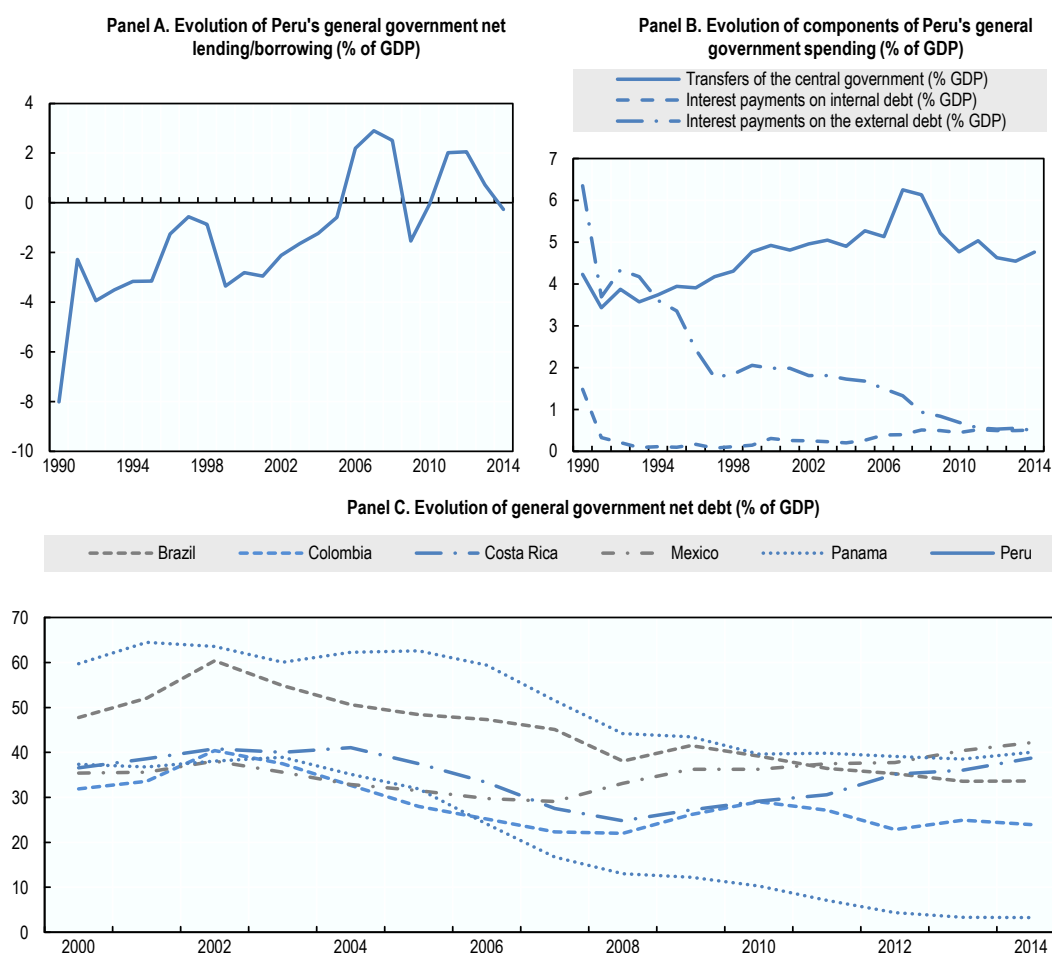 Panel A. Evolution of Peru's general government net
lending/borrowing (% of GDP)
4
2
0
-2
-4
-6
-8
-10
1990 1994 1998 2002 2006 2010 2014
Panel B. Evolution of components of Peru's general
government spending (% of GDP)
Transfers of the central government (% GDP)
Interest payments on internal debt (% GDP)
Interest payments on the external debt (% GDP)
7
6
5
4
3
2
1
0
1990 1994 1998 2002 2006 2010 2014
Panel C. Evolution of general government net debt (% of GDP)
Brazil Colombia Costa Rica Mexico Panama Peru
70
60
50
40
30
20
10
0
2000 2002 2004 2006 2008 2010 2012 2014